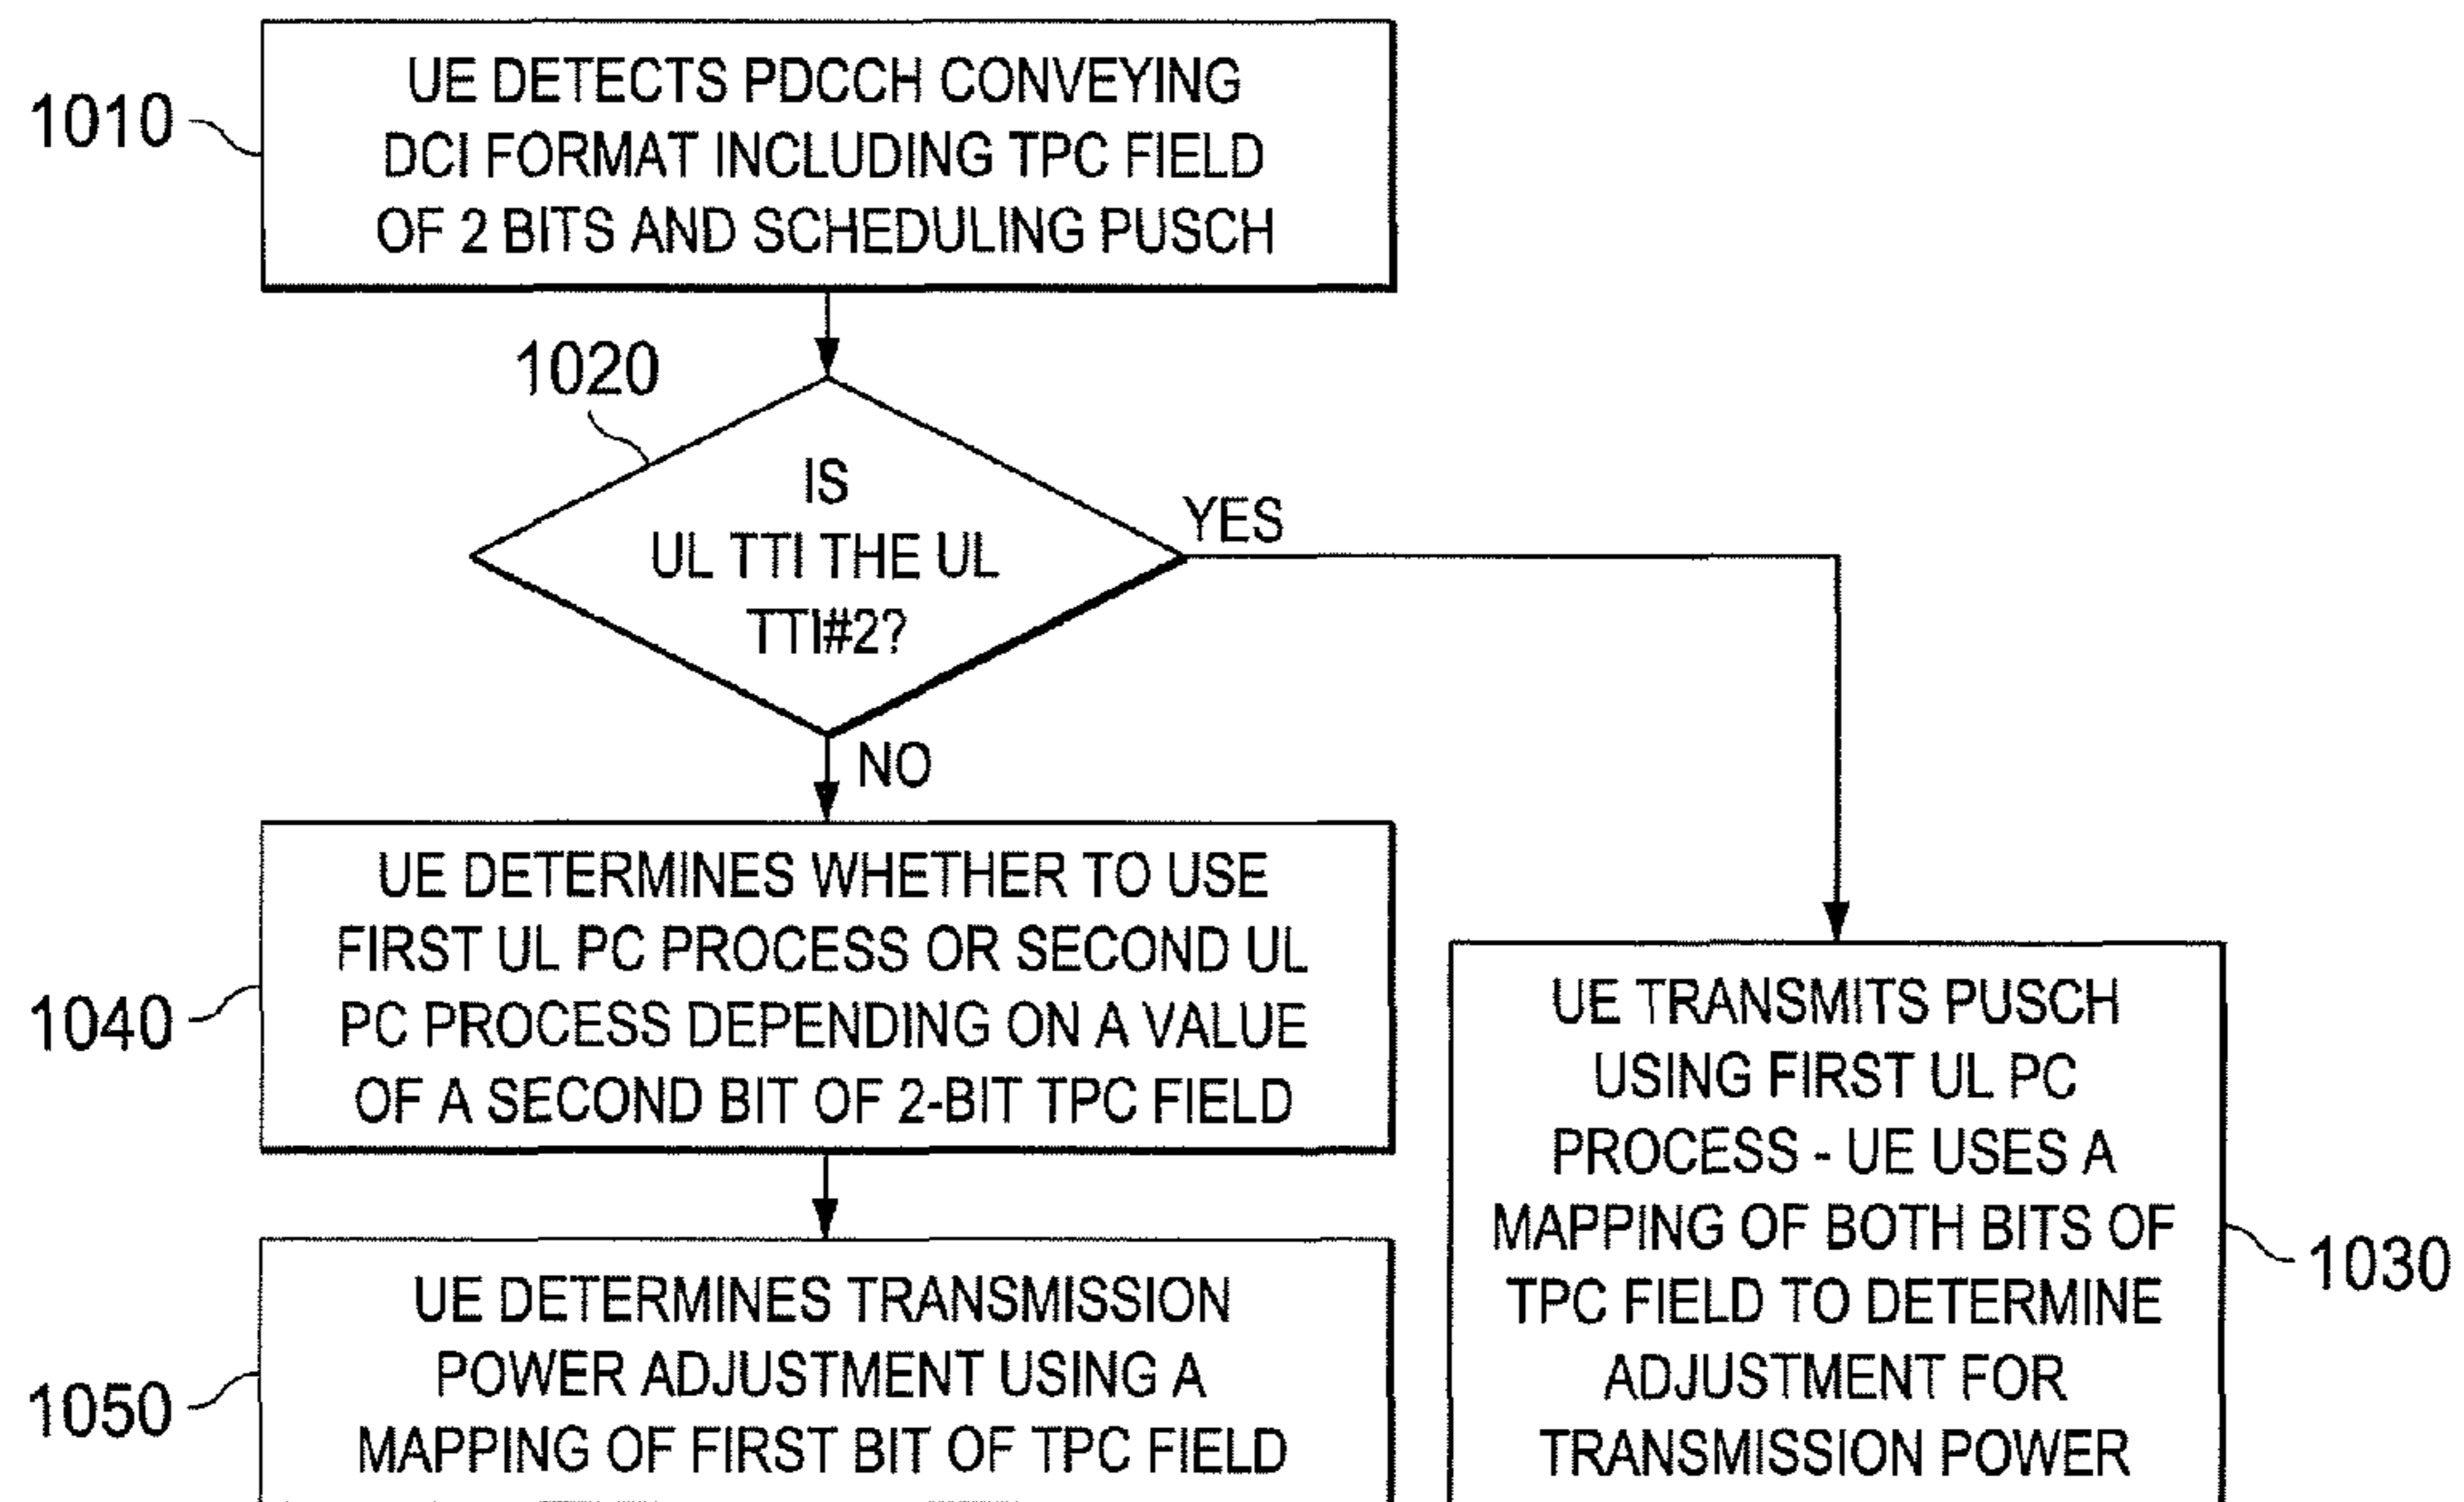 1010
UE DETECTS PDCCH CONVEYING
DCI FORMAT INCLUDING TPC FIELD
OF 2 BITS AND SCHEDULING PUSCH
1020
IS
UL TTI THE UL
TTI#2?
YES
NO
1040
UE DETERMINES WHETHER TO USE
FIRST UL PC PROCESS OR SECOND UL
PC PROCESS DEPENDING ON A VALUE
OF A SECOND BIT OF 2-BIT TPC FIELD
1050
UE DETERMINES TRANSMISSION
POWER ADJUSTMENT USING A
MAPPING OF FIRST BIT OF TPC FIELD
UE TRANSMITS PUSCH
USING FIRST UL PC
PROCESS - UE USES A
MAPPING OF BOTH BITS OF
TPC FIELD TO DETERMINE
ADJUSTMENT FOR
TRANSMISSION POWER
1030